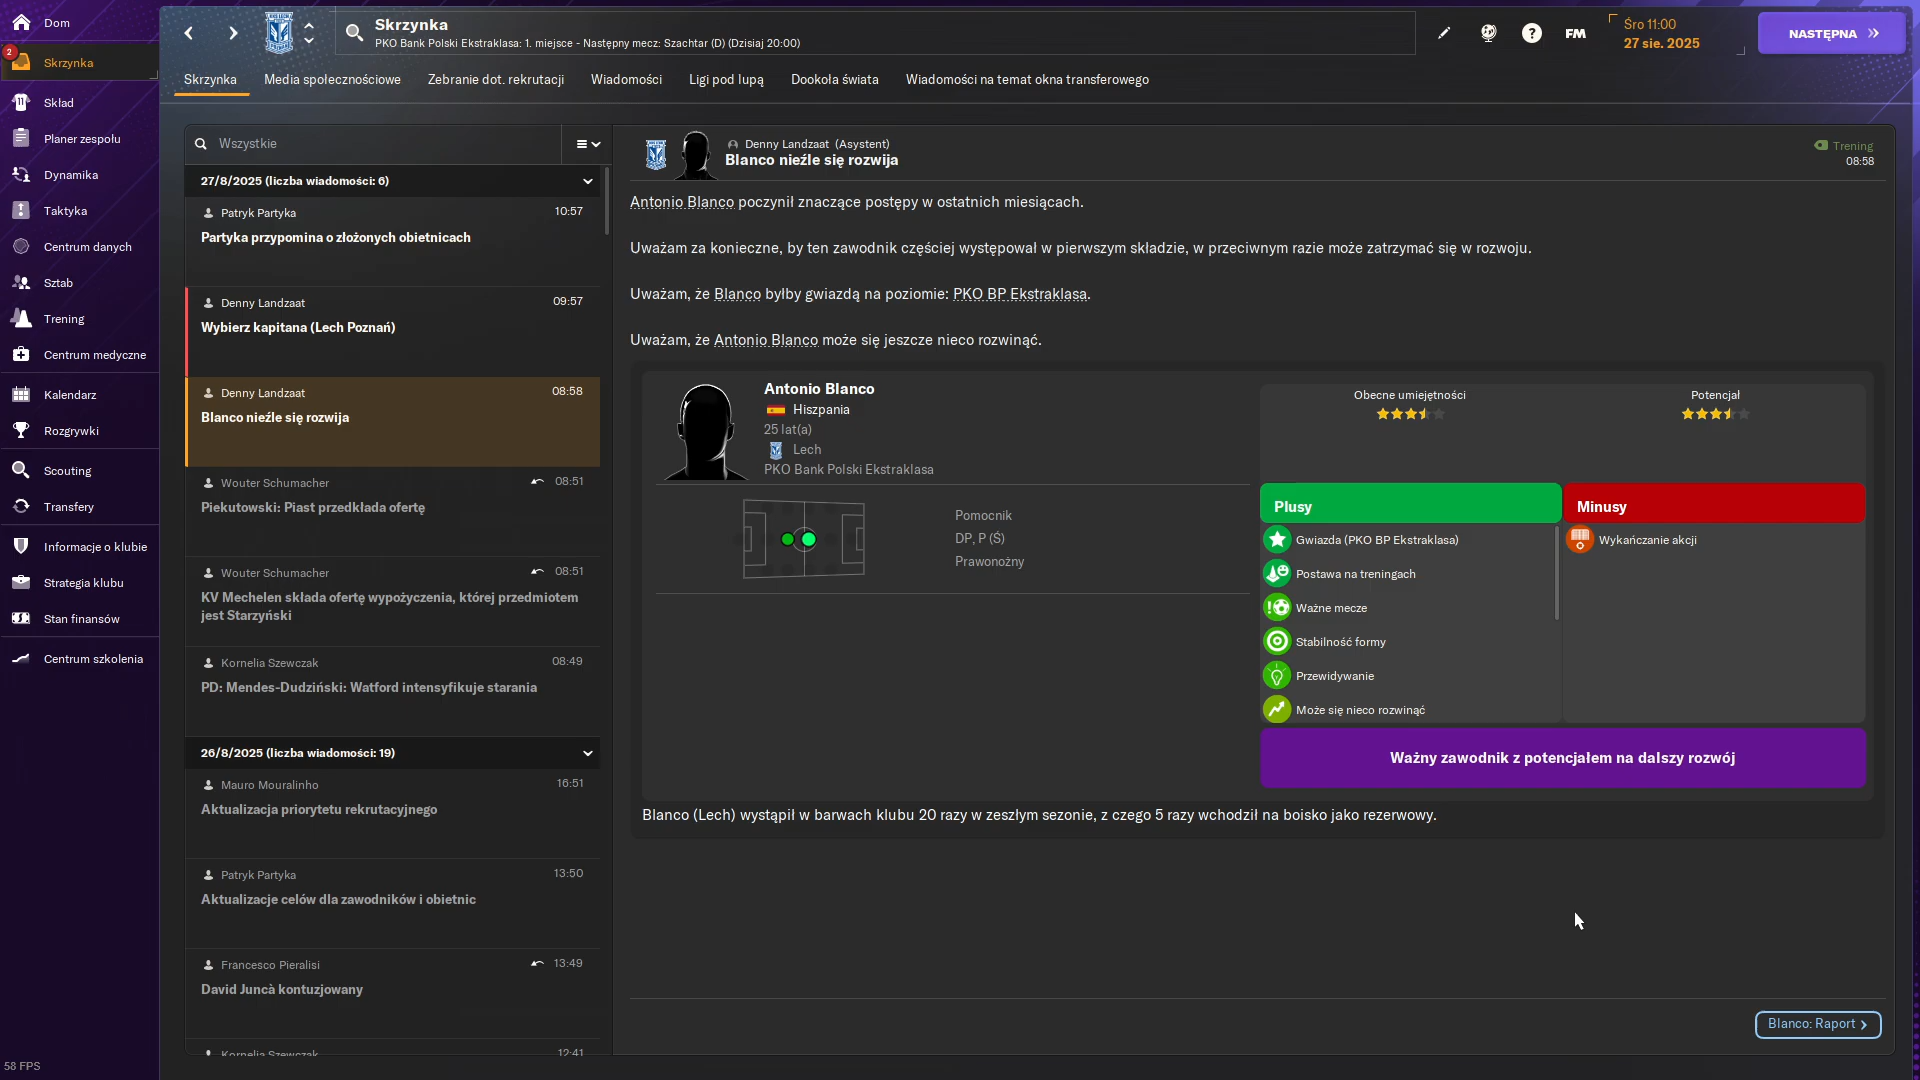 Dom
2
Skrzynka
Skład
Planer zespołu
Dynamika
Taktyka
Centrum danych
Sztab
Trening
Centrum medyczne
Kalendarz
Rozgrywki
Scouting
Transfery
Informacje o klubie
Strategia klubu
Stan finansów
Centrum szkolenia
58 FPS
Skrzynka
PKO Bank Polski Ekstraklasa: 1. miejsce - Następny mecz: Szachtar (D) (Dzisiaj 20:00)
FM
Śro 11:00
27 sie. 2025
NASTĘPNA
Skrzynka
Media społecznościowe
Zebranie dot. rekrutacji
Wiadomości
Ligi pod lupą
Dookoła świata
Wiadomości na temat okna transferowego
Wszystkie
27/8/2025 (liczba wiadomości: 6)
Patryk Partyka 10:57
Partyka przypomina o złożonych obietnicach
Denny Landzaat 09:57
Wybierz kapitana (Lech Poznań)
Denny Landzaat 08:58
Blanco nieźle się rozwija
Wouter Schumacher 08:51
Piekutowski: Piast przedkłada ofertę
Wouter Schumacher 08:51
KV Mechelen składa ofertę wypożyczenia, której przedmiotem
jest Starzyński
Kornelia Szewczak 08:49
PD: Mendes-Dudziński: Watford intensyfikuje starania
26/8/2025 (liczba wiadomości: 19)
Mauro Mouralinho 16:51
Aktualizacja priorytetu rekrutacyjnego
Patryk Partyka 13:50
Aktualizacje celów dla zawodników i obietnic
Francesco Pieralisi 13:49
David Juncà kontuzjowany
Kornelia Szewczak 12:41
Denny Landzaat (Asystent)
Blanco nieźle się rozwija
Trening
08:58
Antonio Blanco poczynił znaczące postępy w ostatnich miesiącach.
Uważam za konieczne, by ten zawodnik częściej występował w pierwszym składzie, w przeciwnym razie może zatrzymać się w rozwoju.
Uważam, że Blanco byłby gwiazdą na poziomie: PKO BP Ekstraklasa.
Uważam, że Antonio Blanco może się jeszcze nieco rozwinąć.
Antonio Blanco
Hiszpania
25 lat(a)
Lech
PKO Bank Polski Ekstraklasa
Pomocnik
DP, P (Ś)
Prawonożny
Obecne umiejętności
Potencjał
Plusy
Gwiazda (PKO BP Ekstraklasa)
Postawa na treningach
Ważne mecze
Stabilność formy
Przewidywanie
Może się nieco rozwinąć
Minusy
Wykańczanie akcji
Ważny zawodnik z potencjałem na dalszy rozwój
Blanco (Lech) wystąpił w barwach klubu 20 razy w zeszłym sezonie, z czego 5 razy wchodził na boisko jako rezerwowy.
Blanco: Raport